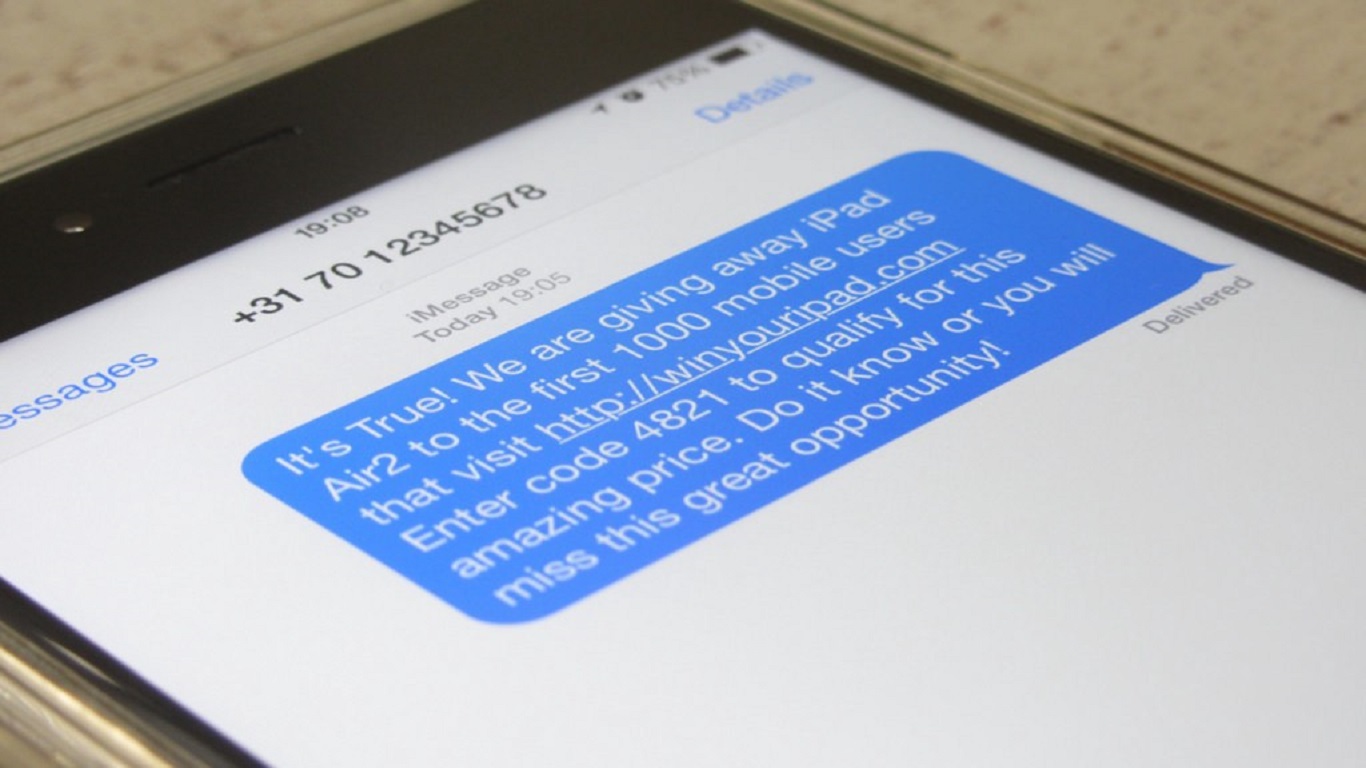 75%
19:08
Details
+31 70 12345678
essages
iMessage
Today 19:05
It's True! We are giving away iPad
Air2 to the first 1000 mobile users
that visit http://winyouripad.com
Enter code 4821 to qualify for this
amazing price. Do it know or you will
miss this great opportunity!
Delivered